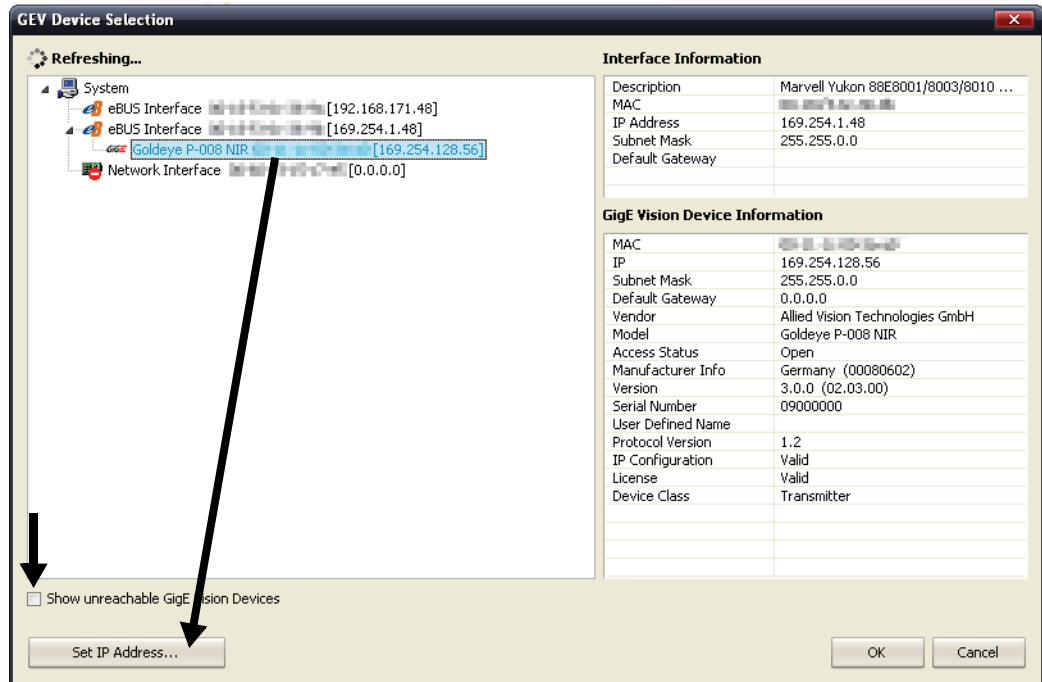 GEV Device Selection
Refreshing...
System
eBUS Interface [192.168.171.48]
eBUS Interface [169.254.1.48]
GIGE Goldeye P-008 NIR [169.254.128.56]
Network Interface [0.0.0.0]
Show unreachable GigE Vision Devices
Set IP Address...
Interface Information
Description Marvell Yukon 88E8001/8003/8010 ...
MAC
IP Address 169.254.1.48
Subnet Mask 255.255.0.0
Default Gateway
GigE Vision Device Information
MAC
IP 169.254.128.56
Subnet Mask 255.255.0.0
Default Gateway 0.0.0.0
Vendor Allied Vision Technologies GmbH
Model Goldeye P-008 NIR
Access Status Open
Manufacturer Info Germany (00080602)
Version 3.0.0 (02.03.00)
Serial Number 09000000
User Defined Name
Protocol Version 1.2
IP Configuration Valid
License Valid
Device Class Transmitter
OK Cancel